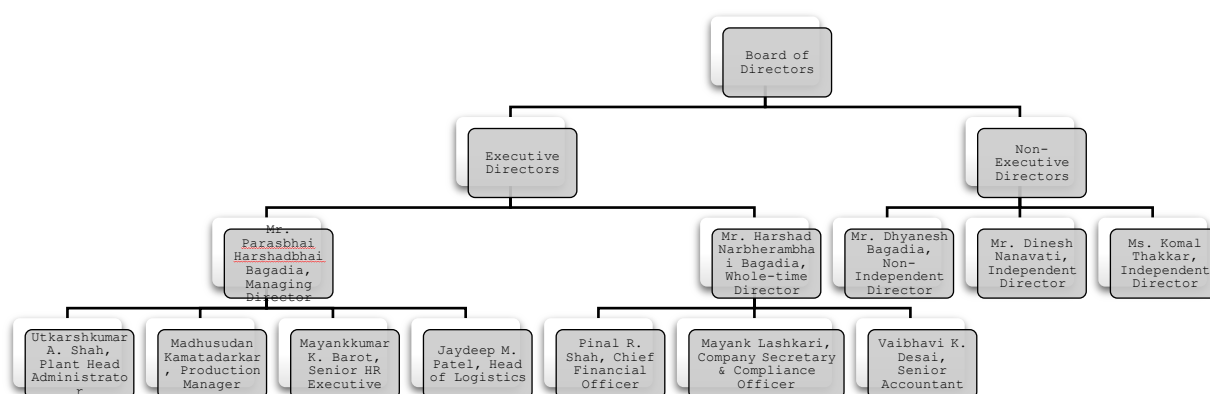 Board of
Directors
Executive
Directors
Non-
Executive
Directors
Mr.
Parasbhai
Harshadbhai
Bagadia,
Managing
Director
Mr. Harshad
Narbherambha
i Bagadia,
Whole-time
Director
Mr. Dhyanesh
Bagadia,
Non-
Independent
Director
Mr. Dinesh
Nanavati,
Independent
Director
Ms. Komal
Thakkar,
Independent
Director
Utkarshkumar
A. Shah,
Plant Head
Administrato
r
Madhusudan
Kamatadarkar
, Production
Manager
Mayankkumar
K. Barot,
Senior HR
Executive
Jaydeep M.
Patel, Head
of Logistics
Pinal R.
Shah, Chief
Financial
Officer
Mayank Lashkari,
Company Secretary
& Compliance
Officer
Vaibhavi K.
Desai,
Senior
Accountant